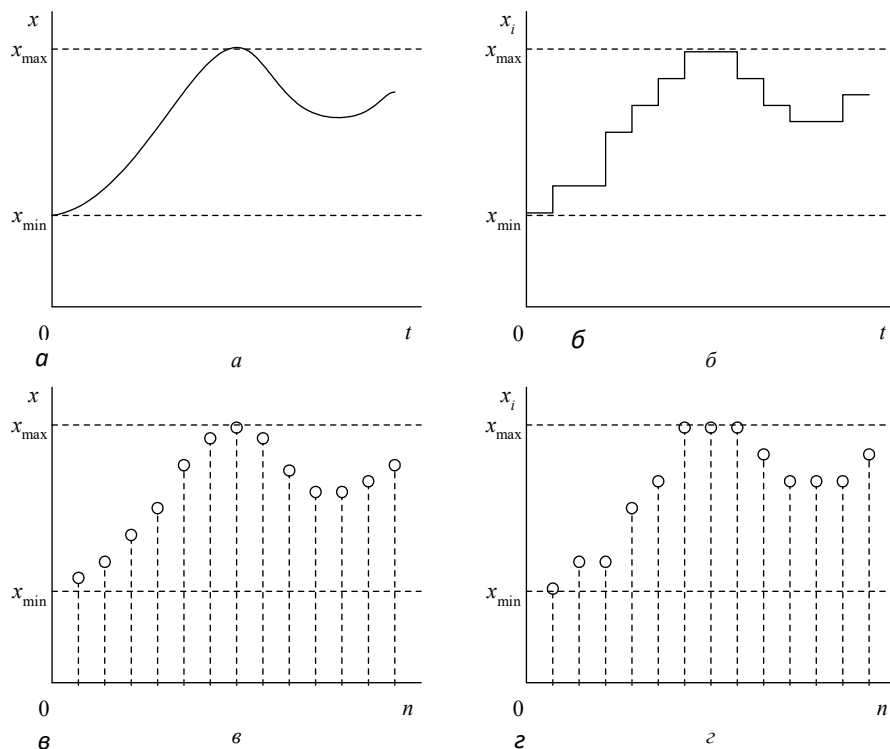 x
x_max
x_min
0
t
а
а
x_i
x_max
x_min
0
t
б
б
x
x_max
x_min
0
n
в
в
x_i
x_max
x_min
0
n
г
г